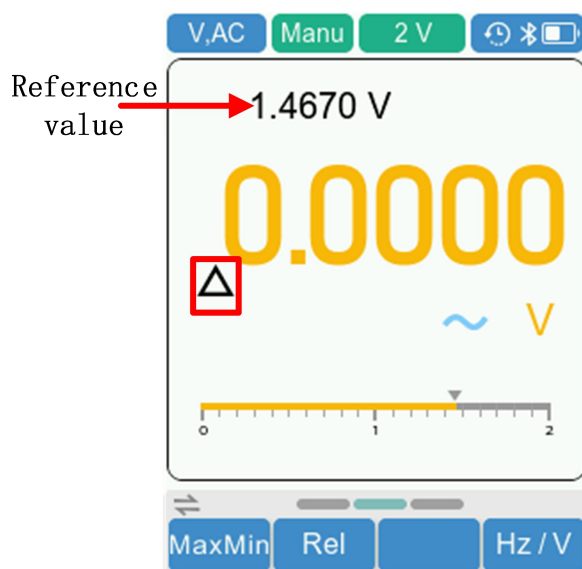 V,AC Manu 2 V
Reference
value
1.4670 V
0.0000
△
~ V
0 1 2
MaxMin Rel Hz / V